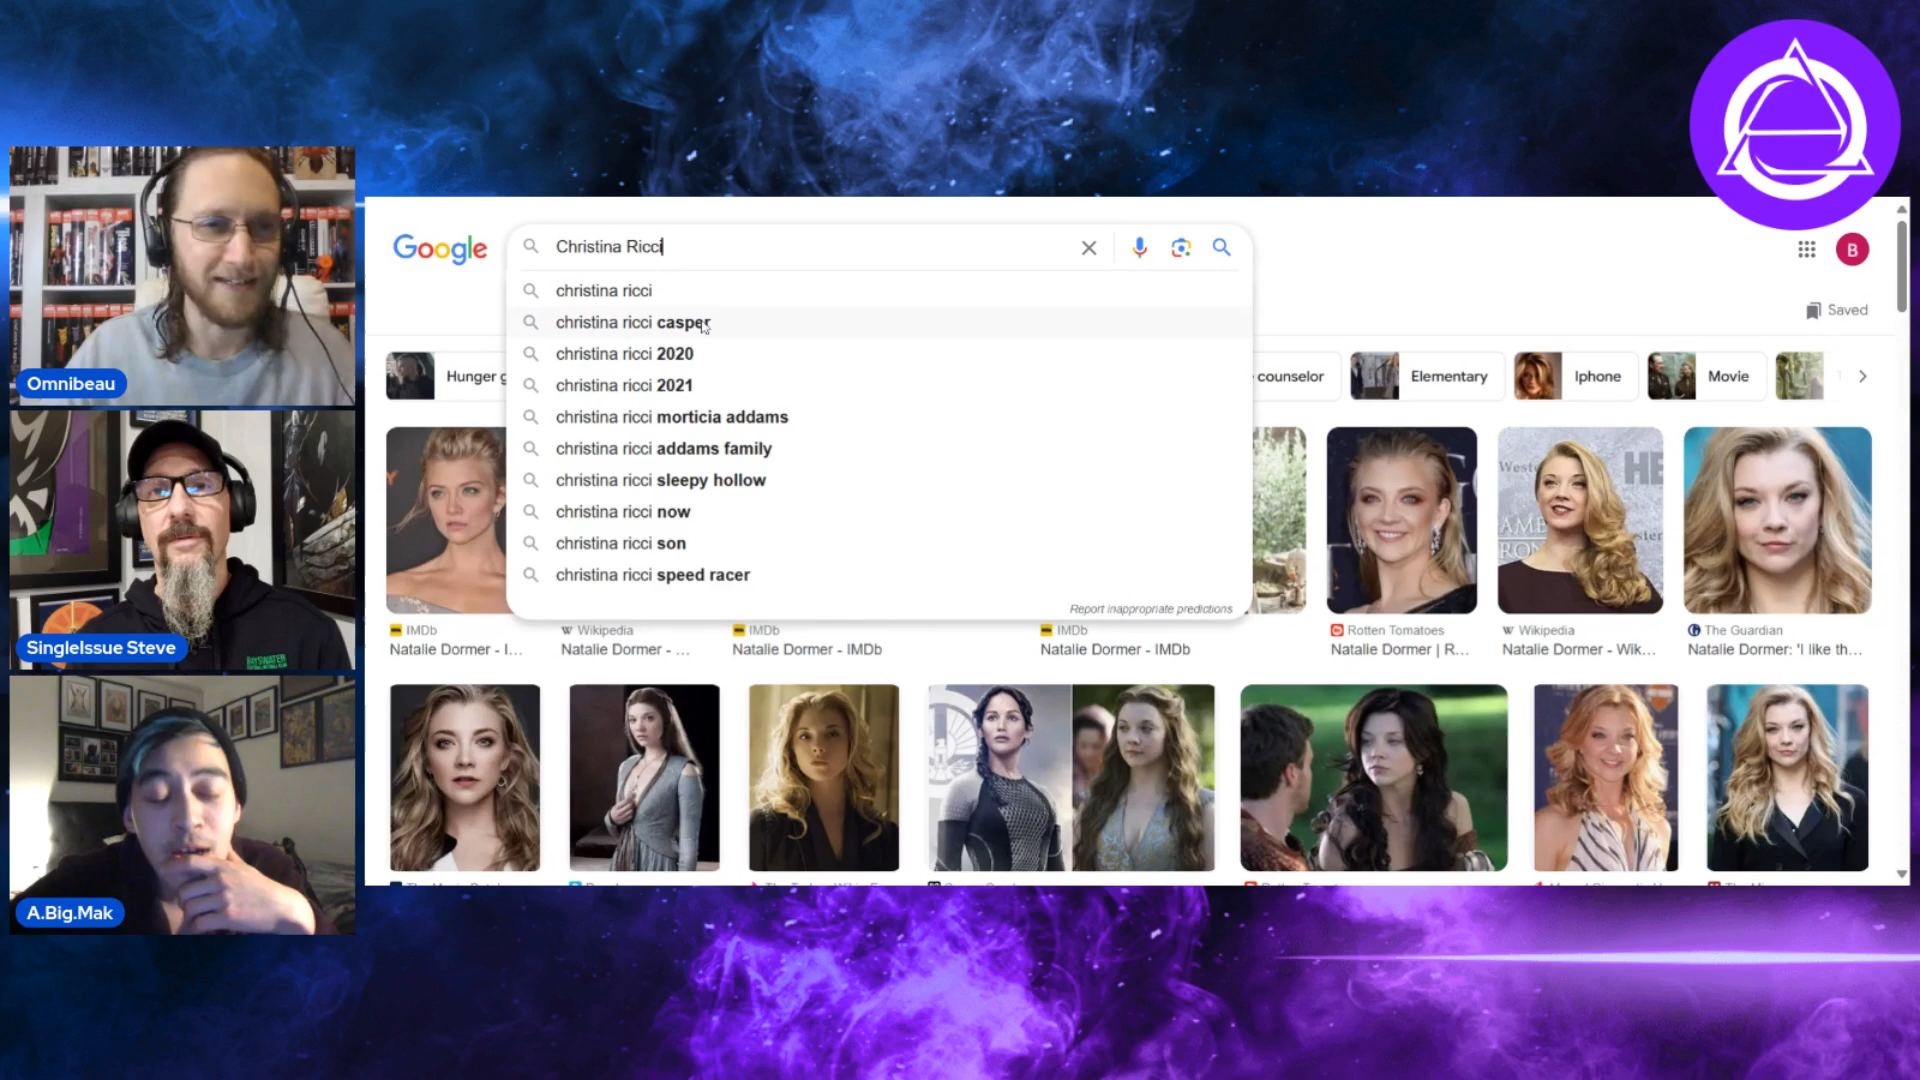 Google
Christina Ricci
B
christina ricci
christina ricci casper
christina ricci 2020
christina ricci 2021
christina ricci morticia addams
christina ricci addams family
christina ricci sleepy hollow
christina ricci now
christina ricci son
christina ricci speed racer
Report inappropriate predictions
Saved
Hunger g
counselor
Elementary
Iphone
Movie
IMDb
Natalie Dormer - I...
Wikipedia
Natalie Dormer - ...
IMDb
Natalie Dormer - IMDB
IMDb
Natalie Dormer - IMDb
Rotten Tomatoes
Natalie Dormer | R...
Wikipedia
Natalie Dormer - Wik...
The Guardian
Natalie Dormer: 'I like th...
Omnibeau
SingleIssue Steve
BAYSWATER
A.Big.Mak